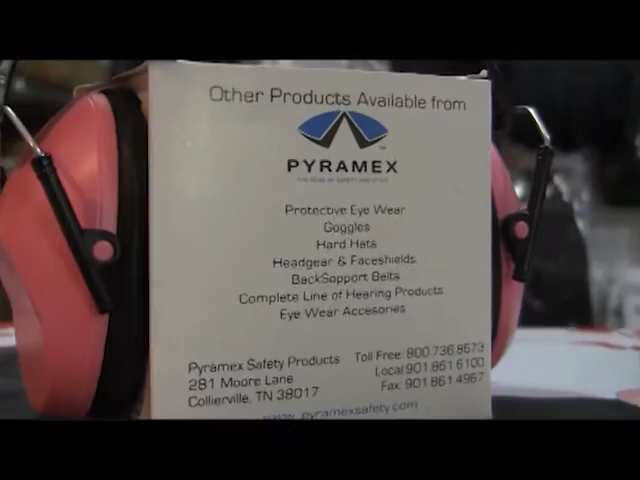 Other Products Available from
PYRAMEX
Protective Eye Wear
Goggles
Hard Hats
Headgear & Faceshields
BackSupport Belts
Complete Line of Hearing Products
Eye Wear Accesories
Pyramex Safety Products
281 Moore Lane
Collierville, TN 38017
Toll Free: 800.736.8673
Local:901.861.6100
Fax: 901.861.4967
www.pyramexsafety.com